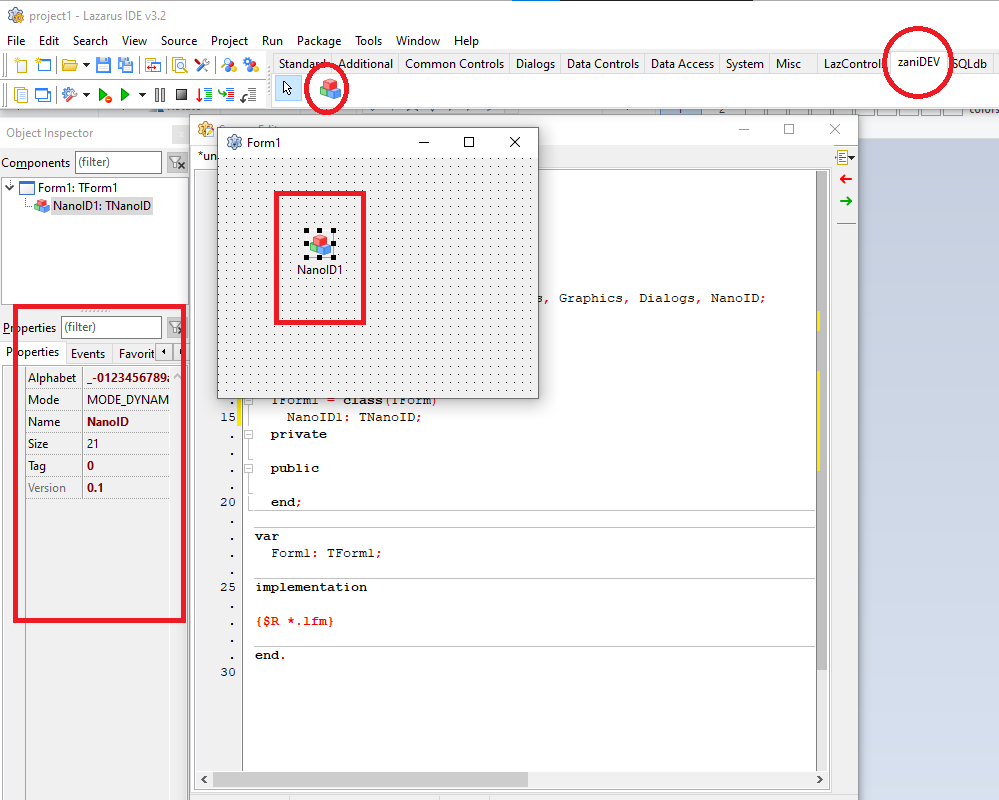 project1 - Lazarus IDE v3.2
File Edit Search View Source Project Run Package Tools Window Help
Standard Additional Common Controls Dialogs Data Controls Data Access System Misc LazControls zaniDEV SQLdb
Object Inspector
Components (filter)
Form1: TForm1
NanoID1: TNanoID
Properties (filter)
Properties Events Favorit
Alphabet _-0123456789a
Mode MODE_DYNAM
Name NanoID
Size 21
Tag 0
Version 0.1
Form1
NanoID1
*un
s, Graphics, Dialogs, NanoID;
TForm1 = class(TForm)
15 NanoID1: TNanoID;
private
public
20 end;
var
Form1: TForm1;
25 implementation
{$R *.lfm}
end.
30